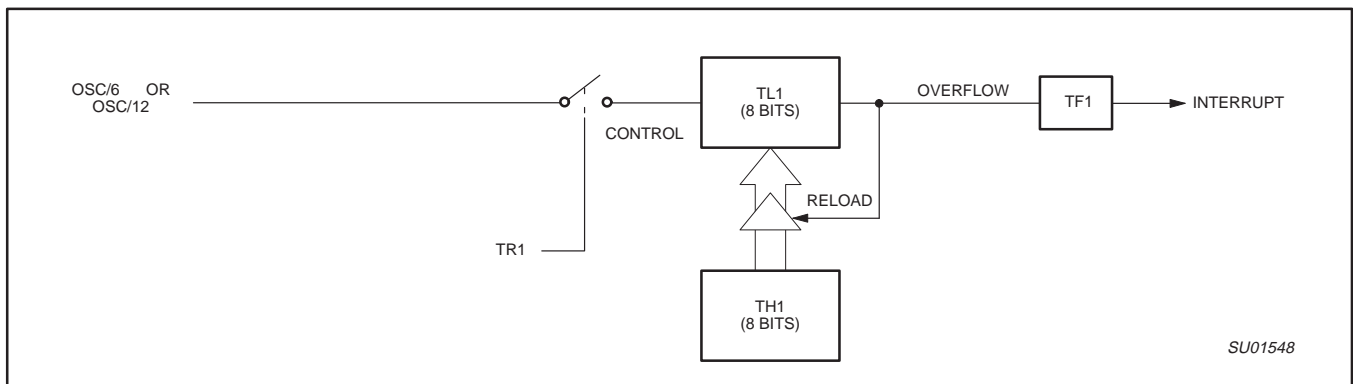 OSC/6 OR
OSC/12
TL1
(8 BITS)
OVERFLOW
TF1
INTERRUPT
CONTROL
RELOAD
TR1
TH1
(8 BITS)
SU01548